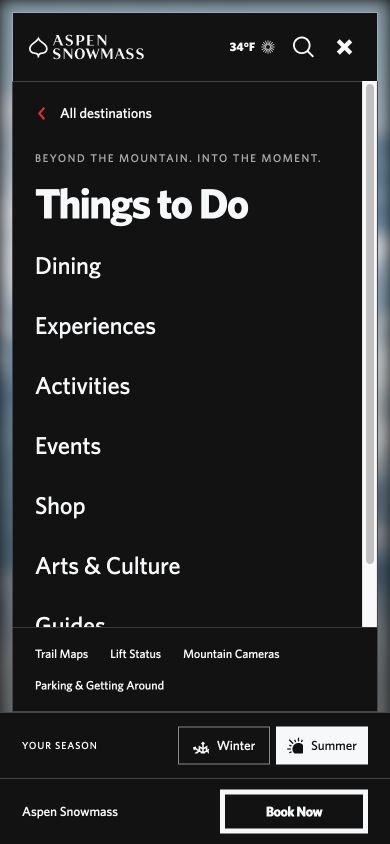 ASPEN
SNOWMASS
34°F
All destinations
BEYOND THE MOUNTAIN. INTO THE MOMENT.
Things to Do
Dining
Experiences
Activities
Events
Shop
Arts & Culture
Guides
Trail Maps Lift Status Mountain Cameras
Parking & Getting Around
YOUR SEASON Winter Summer
Aspen Snowmass Book Now